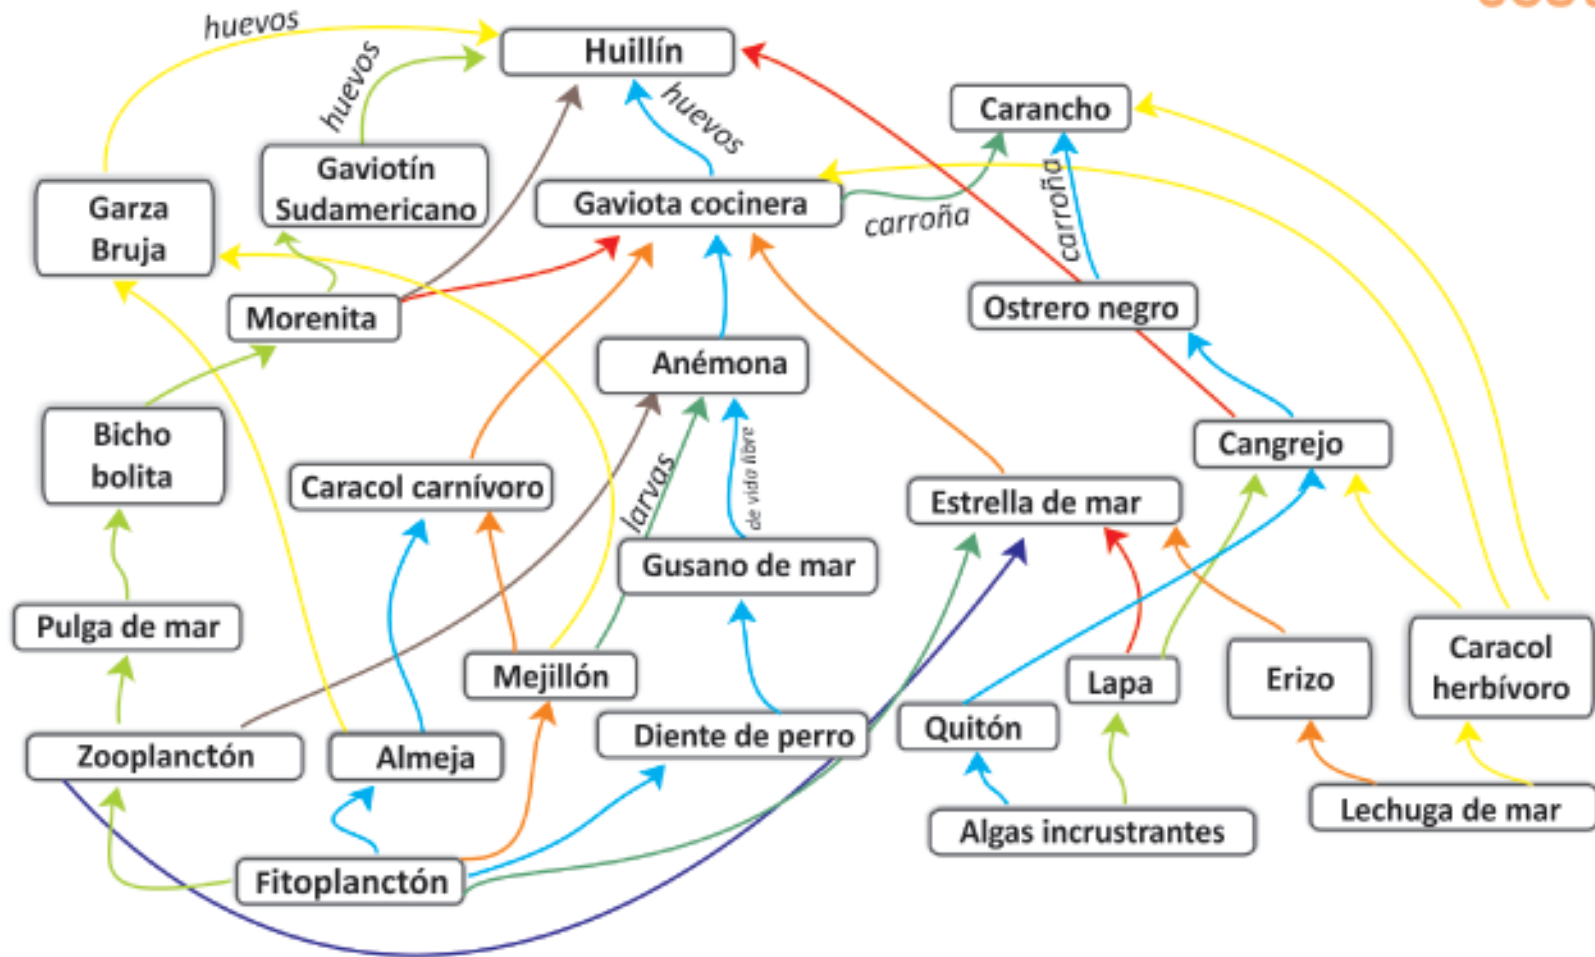 huevos
Huillín
huevos
huevos
Carancho
Gaviotín
Sudamericano
Garza
Bruja
Gaviota cocinera
carroña
carroña
Morenita
Ostrero negro
Anémona
Bicho
bolita
Cangrejo
Caracol carnívoro
larvas
de vida libre
Estrella de mar
Gusano de mar
Pulga de mar
Mejillón
Lapa
Erizo
Caracol
herbívoro
Zooplanctón
Almeja
Diente de perro
Quitón
Algas incrustrantes
Lechuga de mar
Fitoplanctón